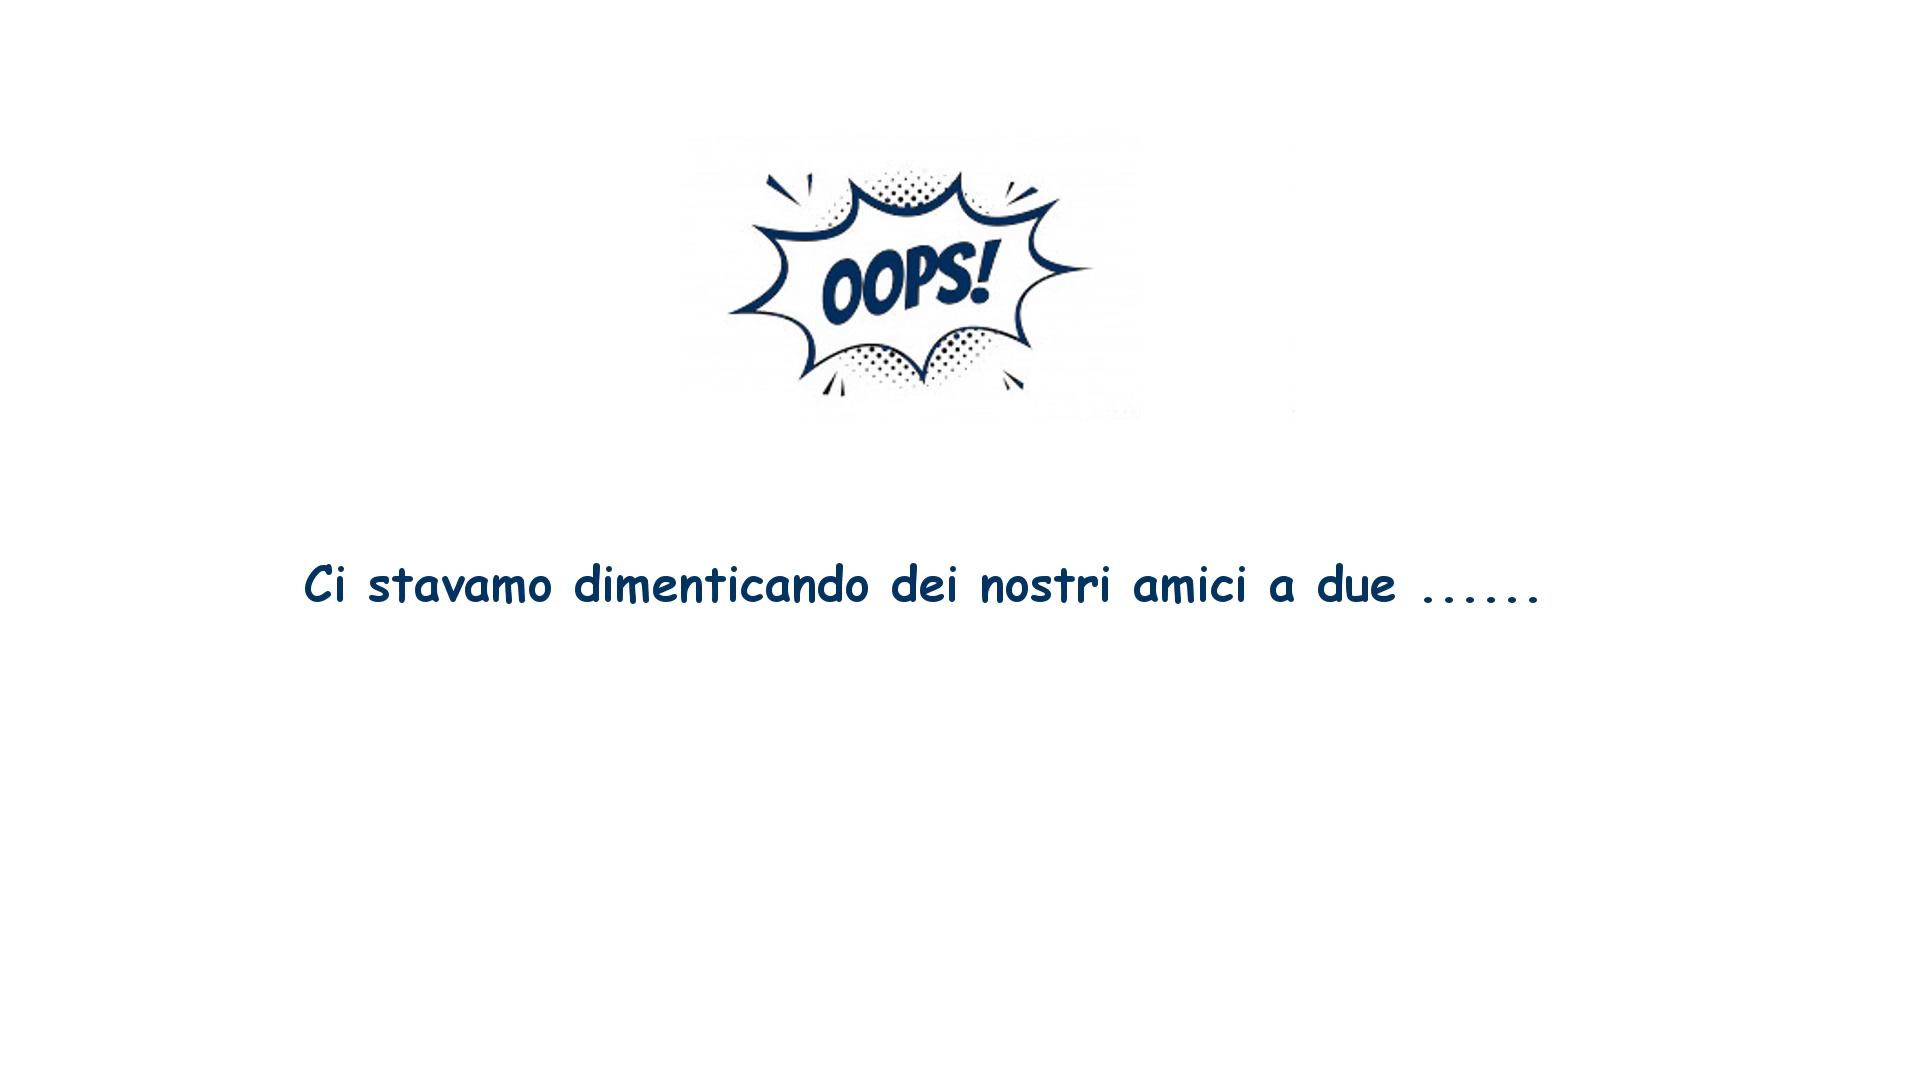 OOPS!
Ci stavamo dimenticando dei nostri amici a due ......